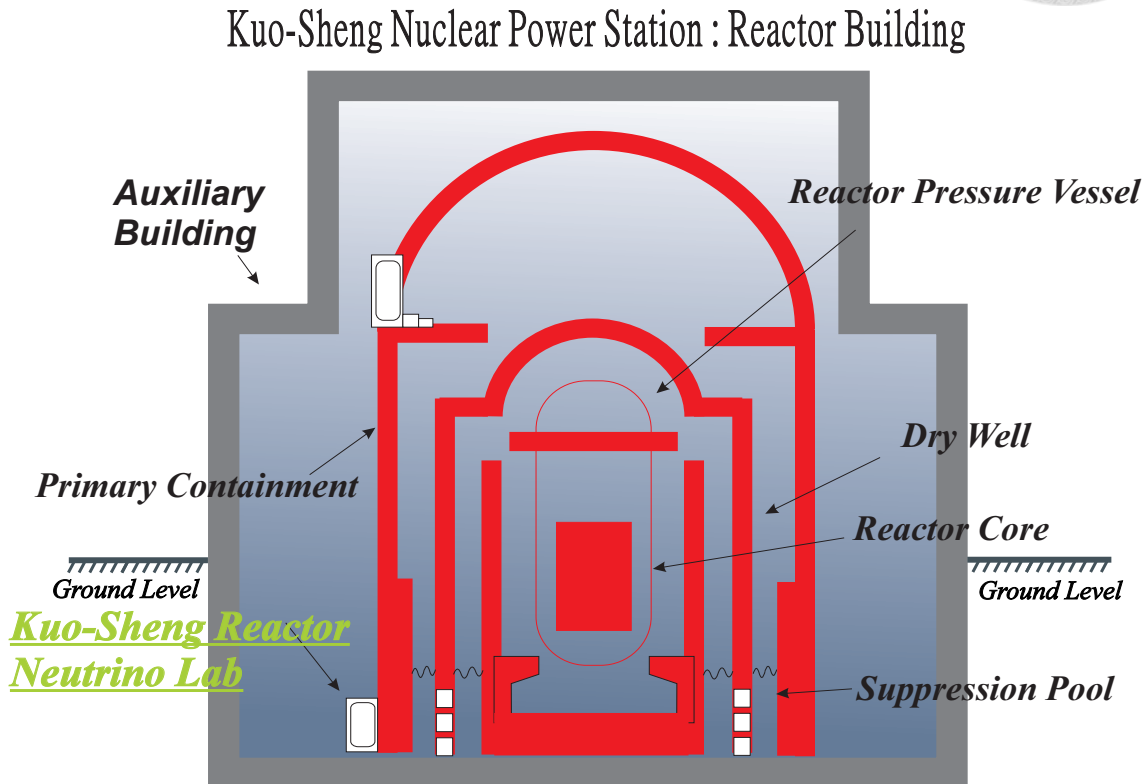 Kuo-Sheng Nuclear Power Station : Reactor Building
Auxiliary
Building
Reactor Pressure Vessel
Dry Well
Primary Containment
Reactor Core
Ground Level
Ground Level
Kuo-Sheng Reactor
Neutrino Lab
Suppression Pool